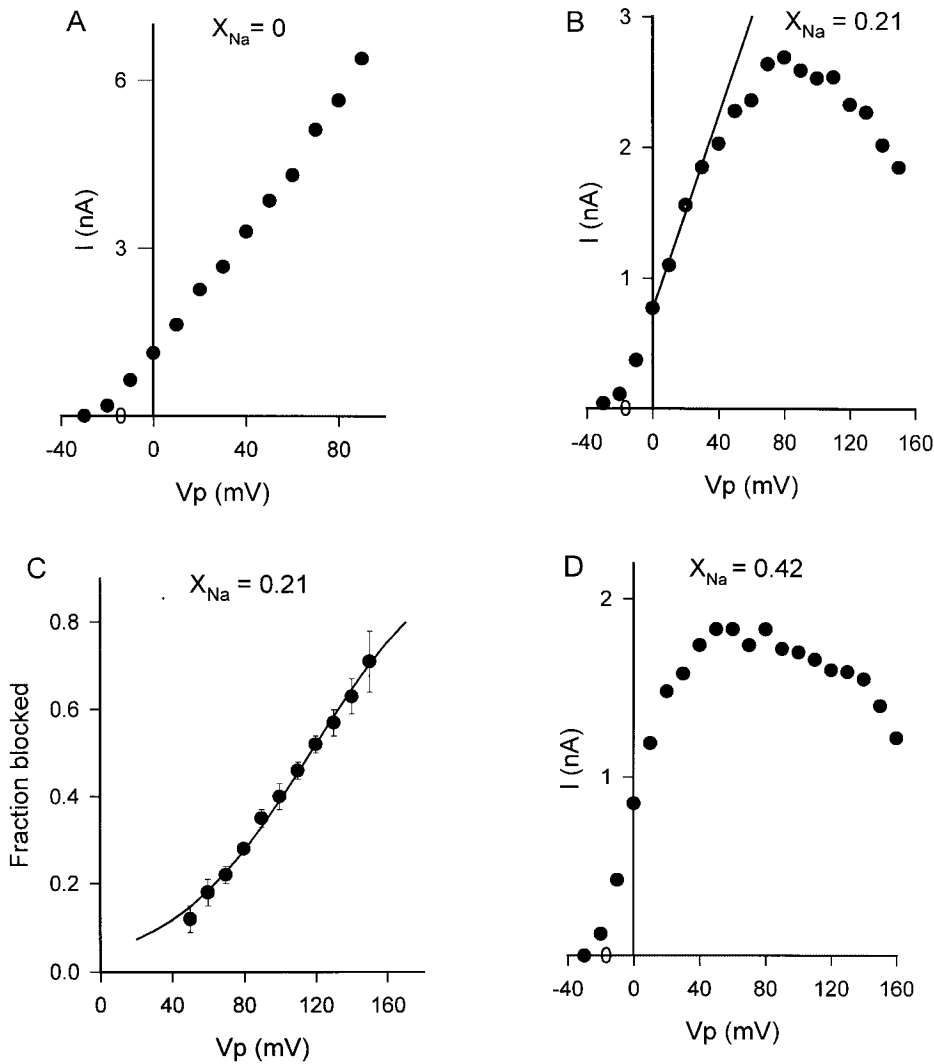 A
X_Na = 0
I (nA)
6
3
0
-40
0
40
80
Vp (mV)
B
X_Na = 0.21
I (nA)
3
2
1
0
-40
0
40
80
120
160
Vp (mV)
C
X_Na = 0.21
Fraction blocked
0.8
0.6
0.4
0.2
0.0
0
40
80
120
160
Vp (mV)
D
X_Na = 0.42
I (nA)
2
1
0
-40
0
40
80
120
160
Vp (mV)